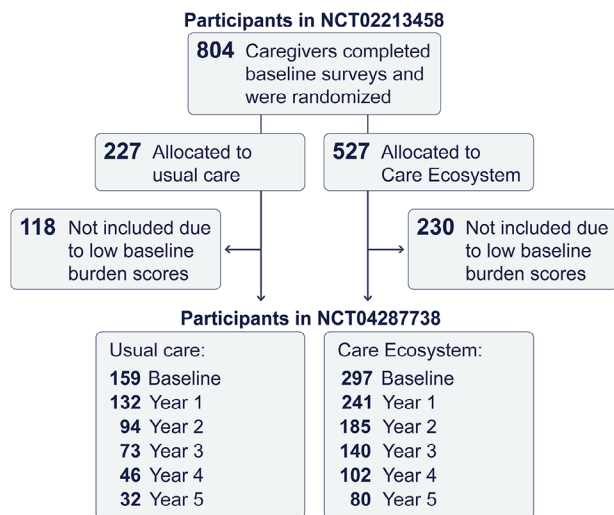 Participants in NCT02213458
804 Caregivers completed
baseline surveys and
were randomized
227 Allocated to
usual care
527 Allocated to
Care Ecosystem
118 Not included due
to low baseline
burden scores
230 Not included due
to low baseline
burden scores
Participants in NCT04287738
Usual care:
159 Baseline
132 Year 1
94 Year 2
73 Year 3
46 Year 4
32 Year 5
Care Ecosystem:
297 Baseline
241 Year 1
185 Year 2
140 Year 3
102 Year 4
80 Year 5